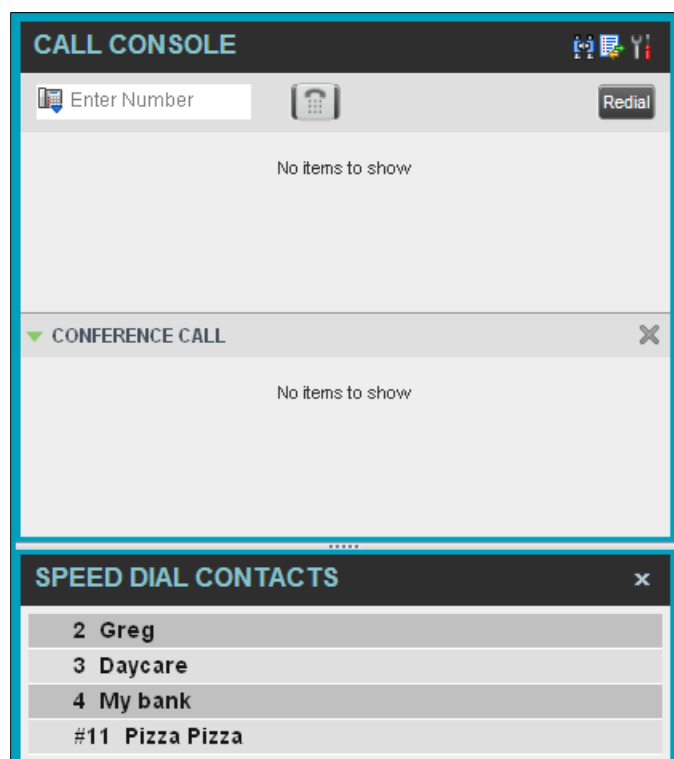 CALL CONSOLE
Enter Number
Redial
No items to show
CONFERENCE CALL
No items to show
SPEED DIAL CONTACTS
2 Greg
3 Daycare
4 My bank
#11 Pizza Pizza